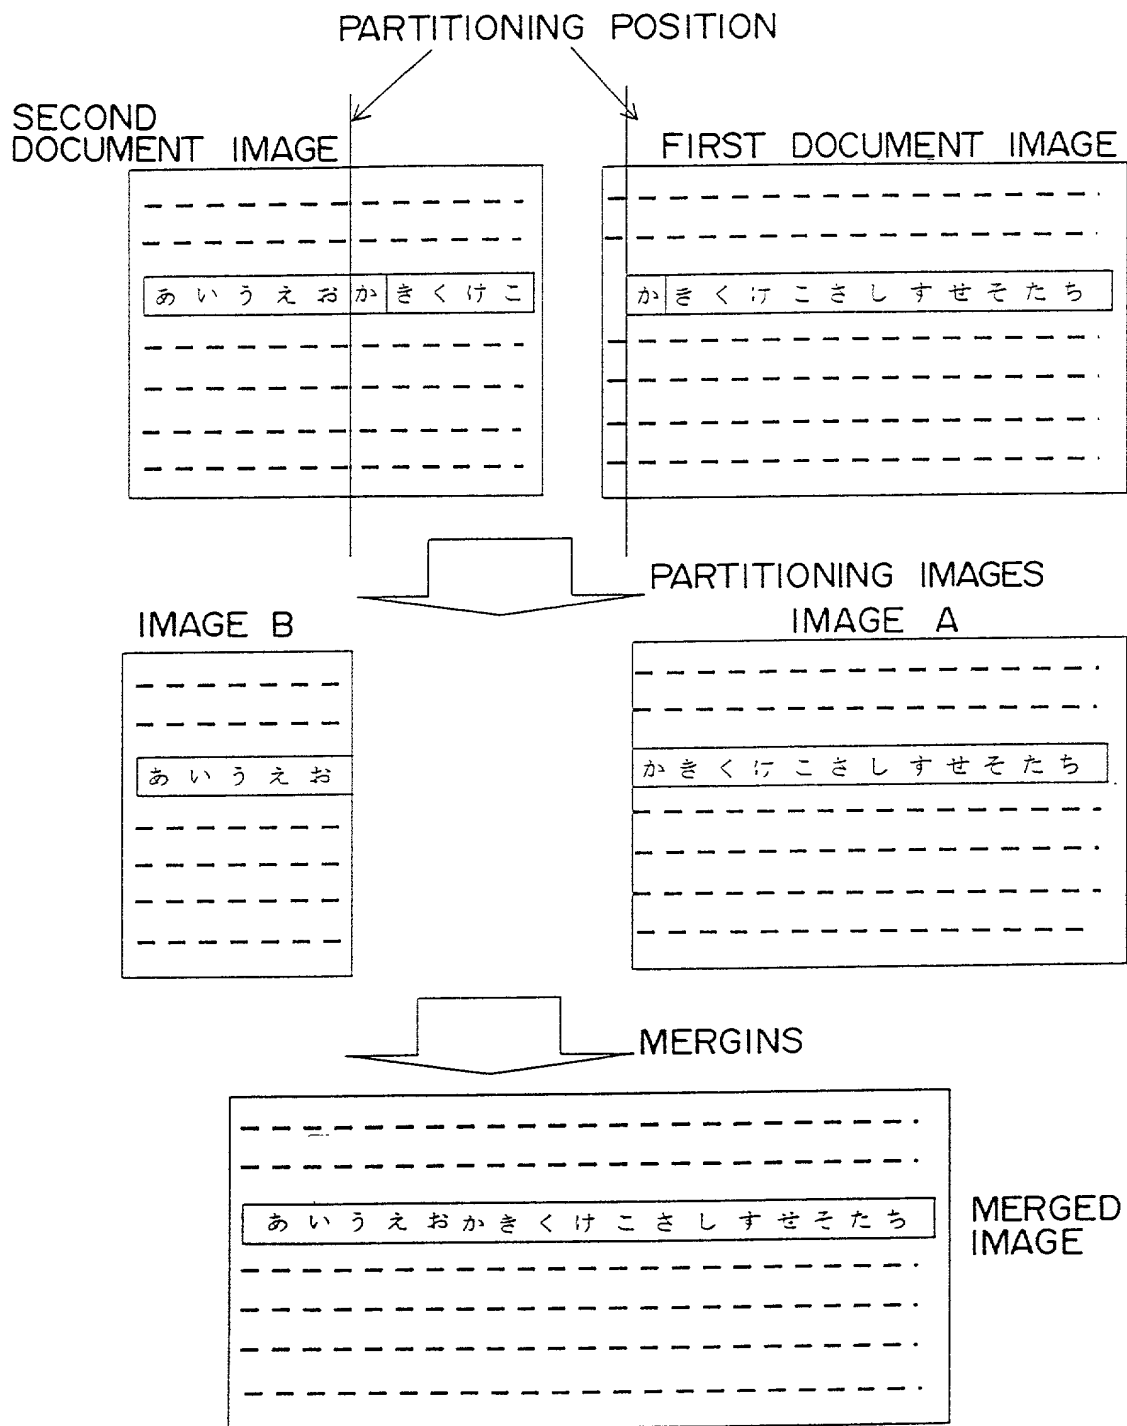 PARTITIONING POSITION
SECOND
DOCUMENT IMAGE
FIRST DOCUMENT IMAGE
あいうえおかきくけこ
かきくけこさしすせそたち
PARTITIONING IMAGES
IMAGE B
IMAGE A
あいうえお
かきくけこさしすせそたち
MERGINS
あいうえおかきくけこさしすせそたち
MERGED
IMAGE